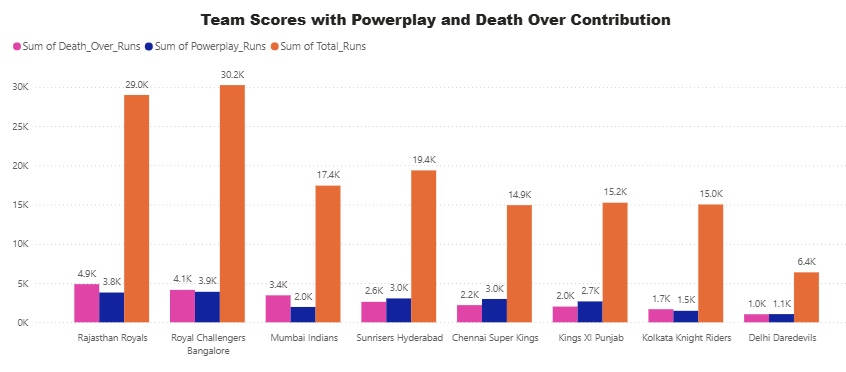 Team Scores with Powerplay and Death Over Contribution
Sum of Death_Over_Runs Sum of Powerplay_Runs Sum of Total_Runs
30K
25K
20K
15K
10K
5K
0K
4.9K 3.8K 29.0K
4.1K 3.9K 30.2K
3.4K 2.0K 17.4K
2.6K 3.0K 19.4K
2.2K 3.0K 14.9K
2.0K 2.7K 15.2K
1.7K 1.5K 15.0K
1.0K 1.1K 6.4K
Rajasthan Royals
Royal Challengers
Bangalore
Mumbai Indians
Sunrisers Hyderabad
Chennai Super Kings
Kings XI Punjab
Kolkata Knight Riders
Delhi Daredevils